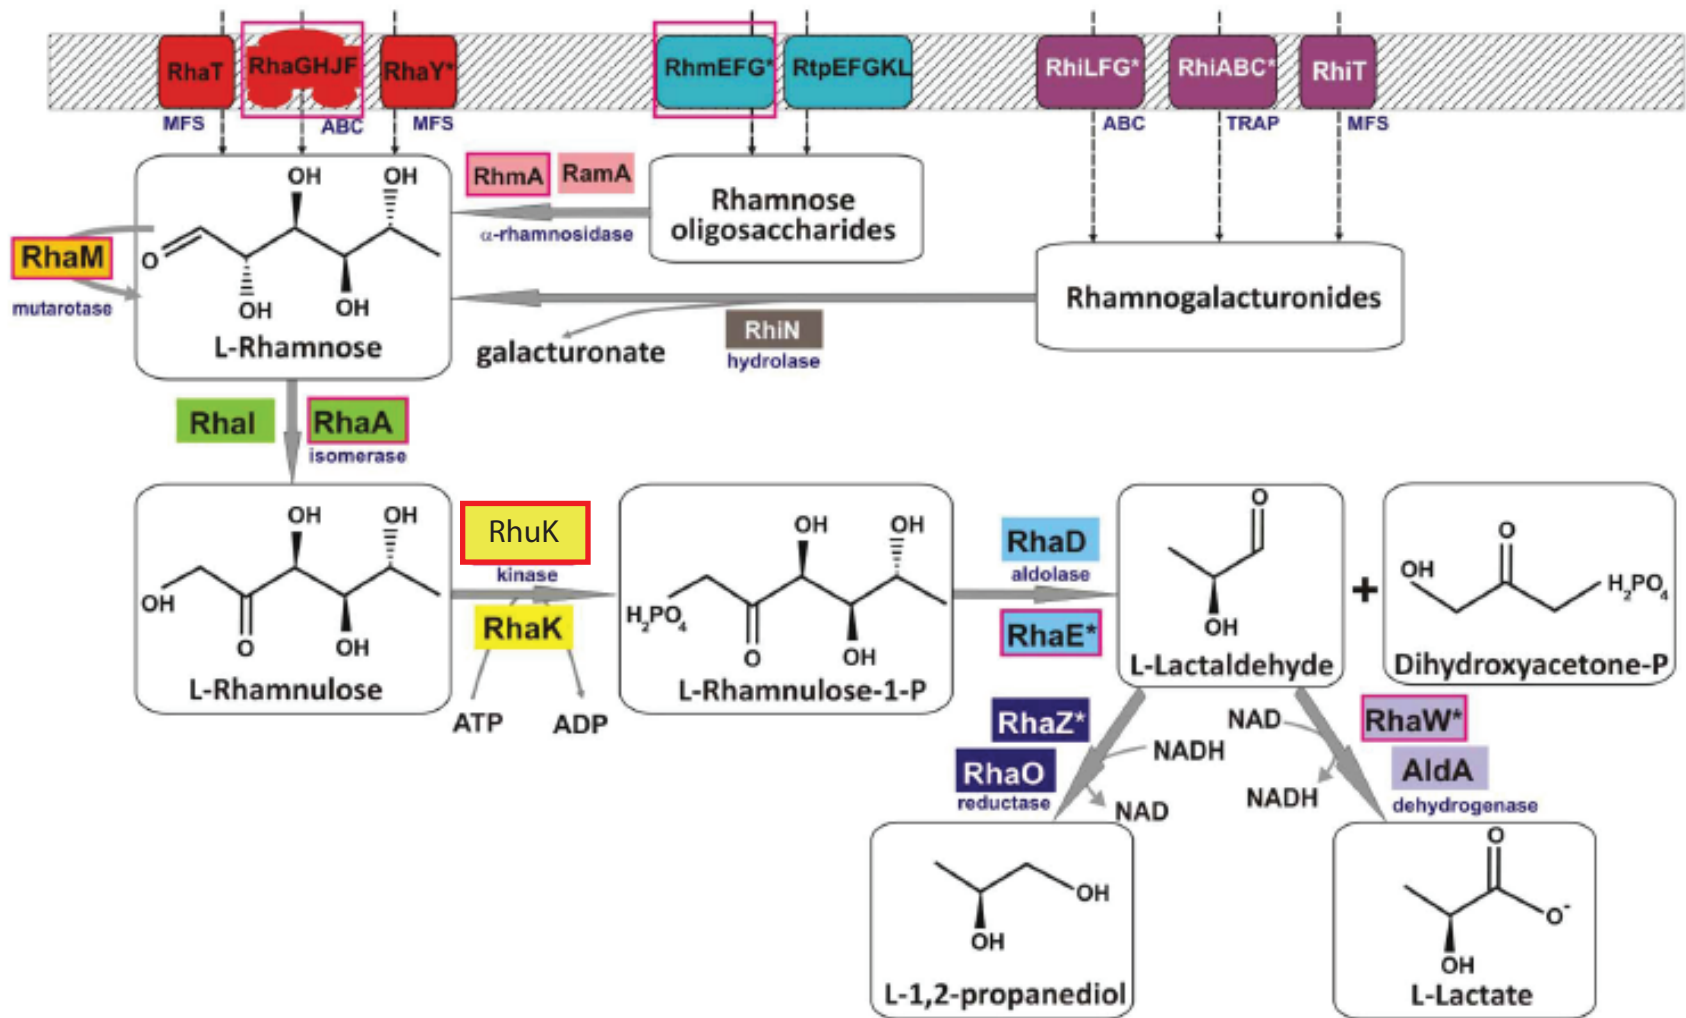 RhaT
RhaGHJF
RhaY*
RhmEFG*
RtpEFGKL
RhiLFG*
RhiABC*
RhiT
MFS
ABC
MFS
ABC
TRAP
MFS
OH
OH
O
OH
OH
L-Rhamnose
RhaM
mutarotase
RhmA
RamA
α-rhamnosidase
Rhamnose
oligosaccharides
Rhamnogalacturonides
RhiN
hydrolase
galacturonate
RhaI
RhaA
isomerase
OH
OH
OH
O
OH
L-Rhamnulose
RhuK
kinase
RhaK
ATP
ADP
OH
OH
H₂PO₄
O
OH
L-Rhamnulose-1-P
RhaD
aldolase
RhaE*
O
OH
L-Lactaldehyde
+
O
OH
H₂PO₄
Dihydroxyacetone-P
RhaZ*
RhaO
reductase
NADH
NAD
NAD
NADH
RhaW*
AldA
dehydrogenase
OH
OH
L-1,2-propanediol
O
O⁻
OH
L-Lactate